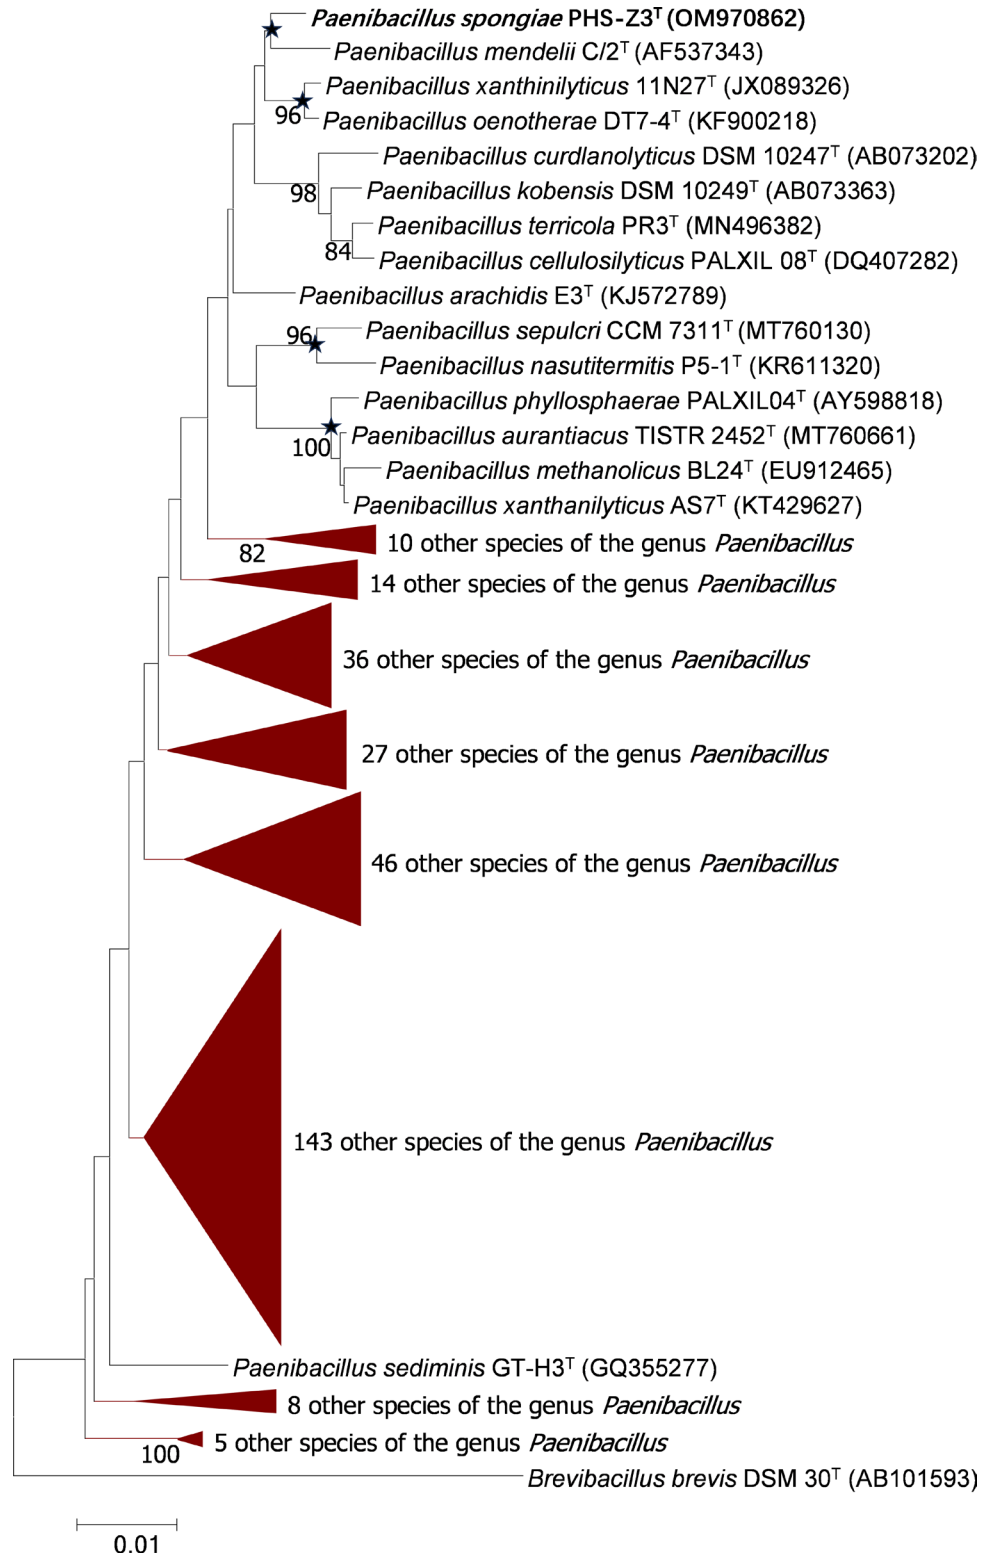 Paenibacillus spongiae PHS-Z3ᵀ (OM970862)
Paenibacillus mendelii C/2ᵀ (AF537343)
Paenibacillus xanthinilyticus 11N27ᵀ (JX089326)
96
Paenibacillus oenotherae DT7-4ᵀ (KF900218)
Paenibacillus curdlanolyticus DSM 10247ᵀ (AB073202)
98
Paenibacillus kobensis DSM 10249ᵀ (AB073363)
Paenibacillus terricola PR3ᵀ (MN496382)
84
Paenibacillus cellulosilyticus PALXIL 08ᵀ (DQ407282)
Paenibacillus arachidis E3ᵀ (KJ572789)
96
Paenibacillus sepulcri CCM 7311ᵀ (MT760130)
Paenibacillus nasutitermitis P5-1ᵀ (KR611320)
Paenibacillus phyllosphaerae PALXIL04ᵀ (AY598818)
100
Paenibacillus aurantiacus TISTR 2452ᵀ (MT760661)
Paenibacillus methanolicus BL24ᵀ (EU912465)
Paenibacillus xanthanilyticus AS7ᵀ (KT429627)
82
10 other species of the genus Paenibacillus
14 other species of the genus Paenibacillus
36 other species of the genus Paenibacillus
27 other species of the genus Paenibacillus
46 other species of the genus Paenibacillus
143 other species of the genus Paenibacillus
Paenibacillus sediminis GT-H3ᵀ (GQ355277)
8 other species of the genus Paenibacillus
100
5 other species of the genus Paenibacillus
Brevibacillus brevis DSM 30ᵀ (AB101593)
0.01